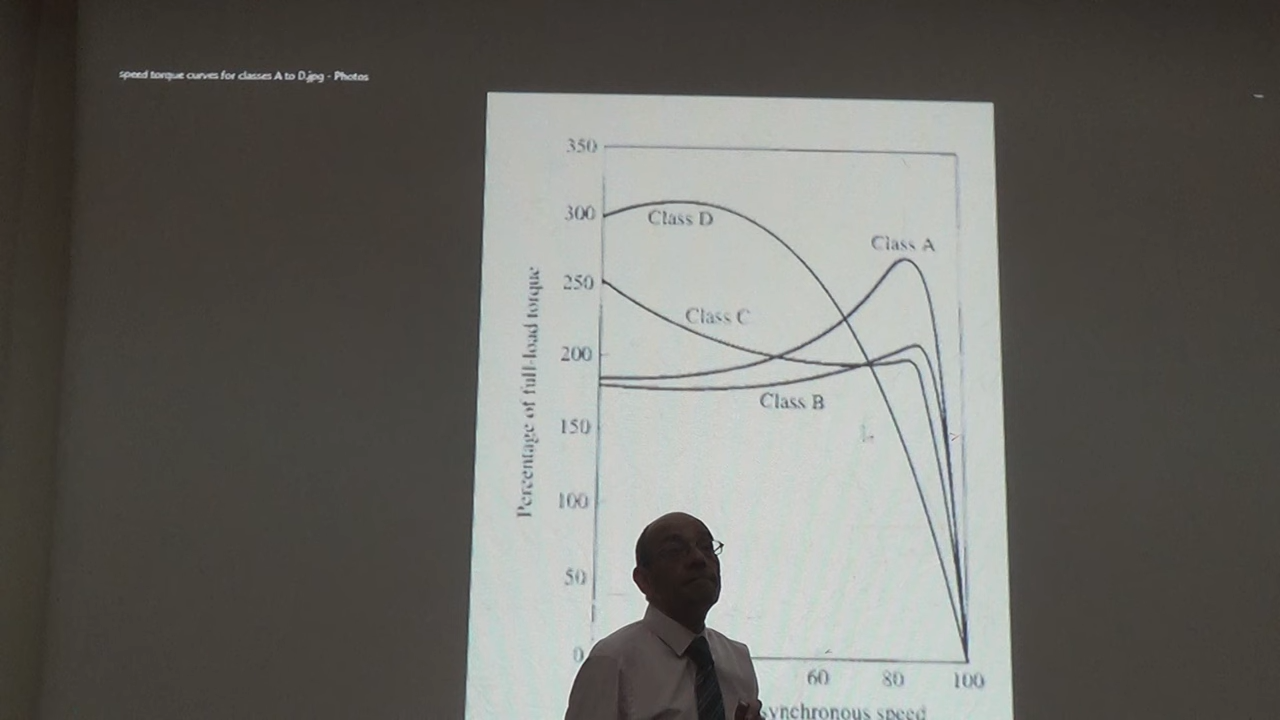 speed torque curves for classes A to D.jpg - Photos
350
300
250
200
150
100
50
0
Percentage of full-load torque
Class D
Class A
Class C
Class B
60 80 100
synchronous speed